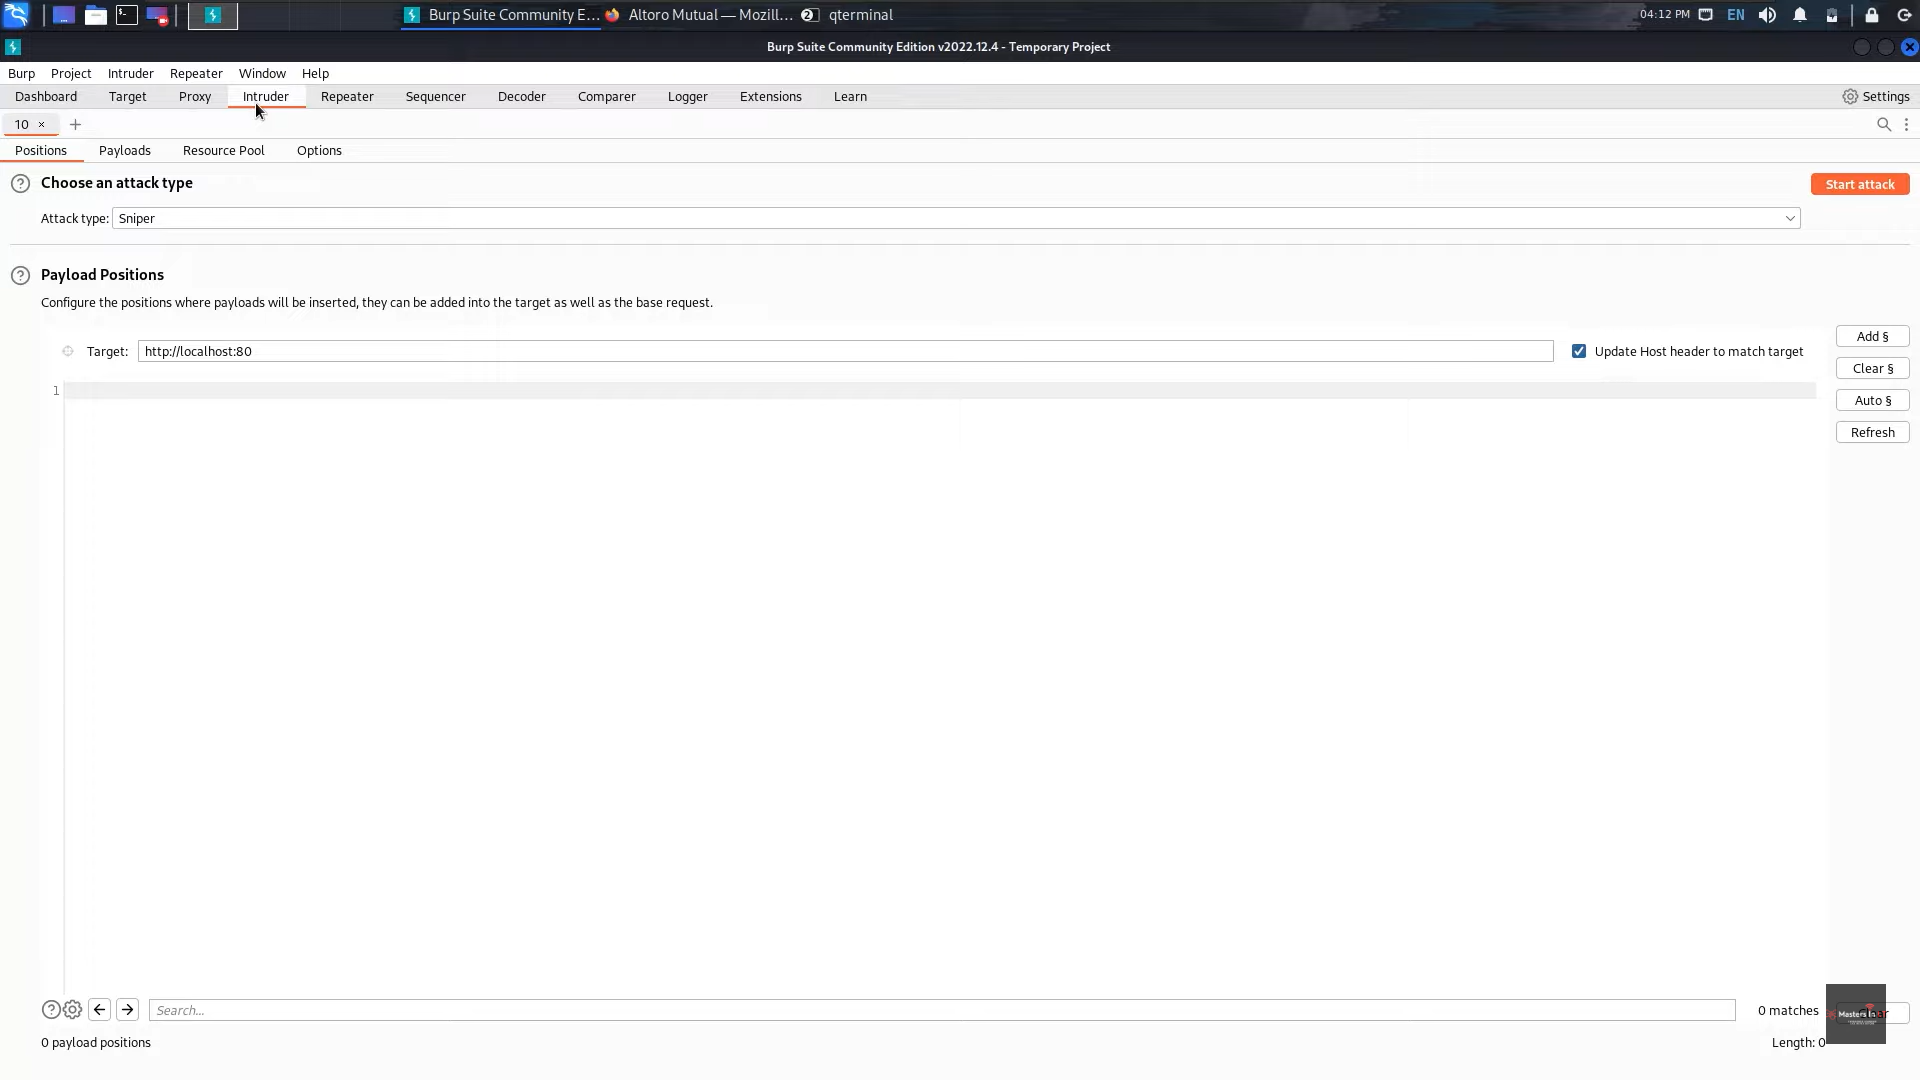 Burp Suite Community E... Altoro Mutual — Mozill... 2 qterminal 04:12 PM EN
Burp Suite Community Edition v2022.12.4 - Temporary Project
Burp Project Intruder Repeater Window Help
Dashboard Target Proxy Intruder Repeater Sequencer Decoder Comparer Logger Extensions Learn Settings
10 × +
Positions Payloads Resource Pool Options
? Choose an attack type Start attack
Attack type: Sniper
? Payload Positions
Configure the positions where payloads will be inserted, they can be added into the target as well as the base request.
Add §
Target: http://localhost:80 Update Host header to match target
Clear §
1
Auto §
Refresh
? Search... 0 matches
Masters In
0 payload positions Length: 0